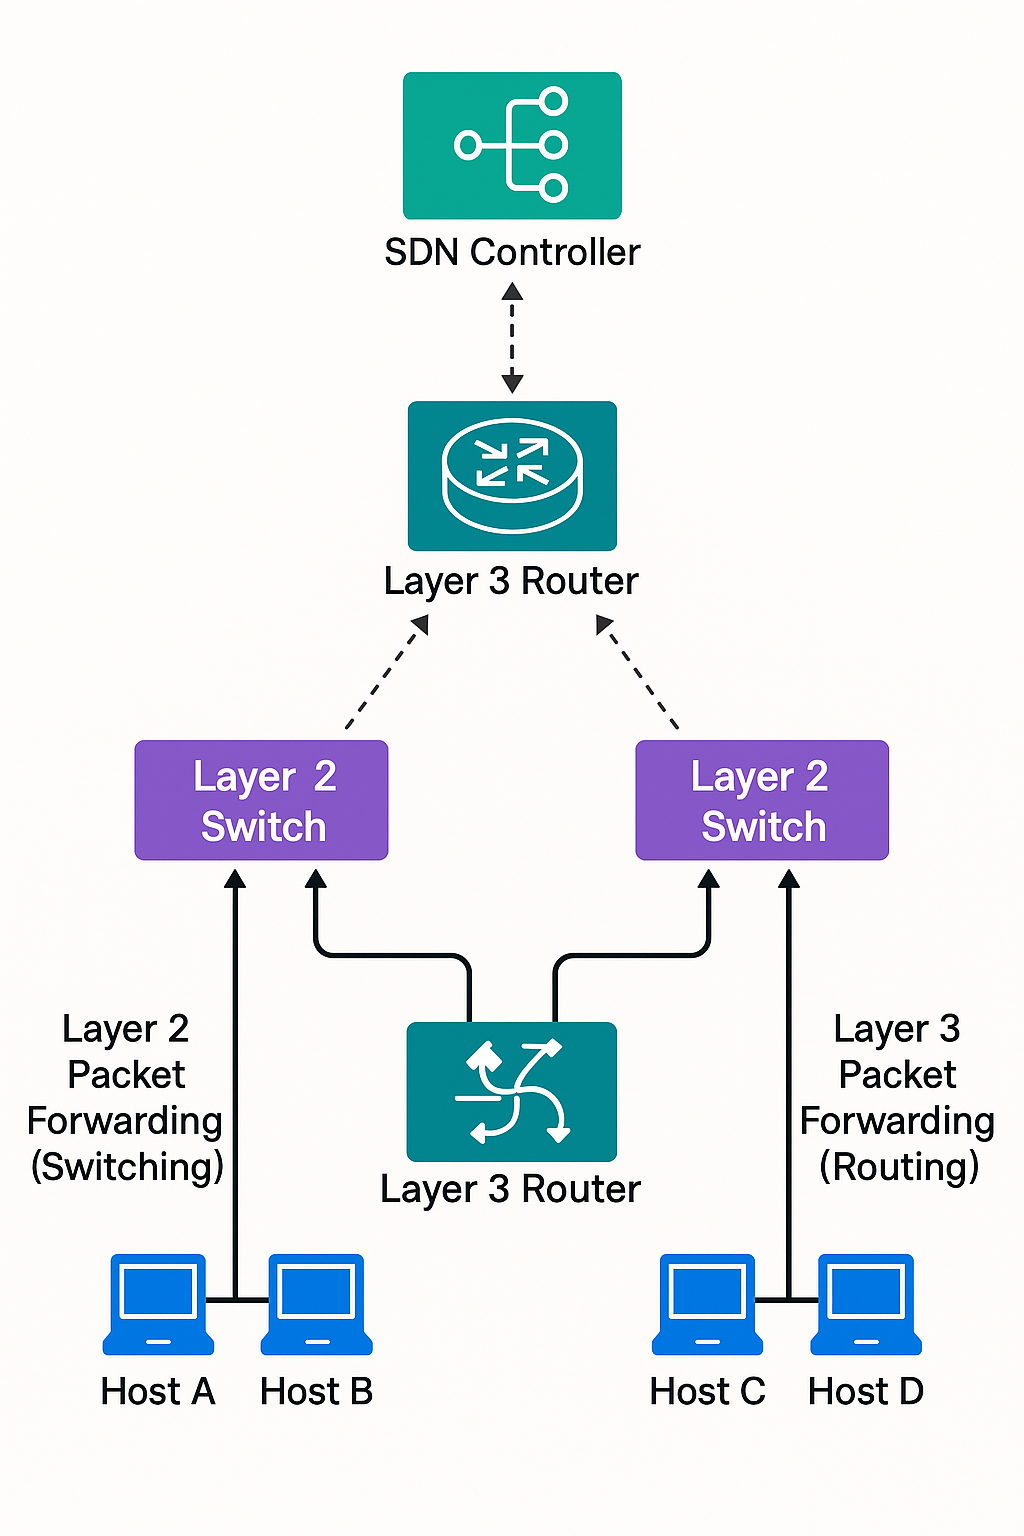 SDN Controller
Layer 3 Router
Layer 2
Switch
Layer 2
Switch
Layer 2
Packet
Forwarding
(Switching)
Layer 3
Packet
Forwarding
(Routing)
Layer 3 Router
Host A
Host B
Host C
Host D